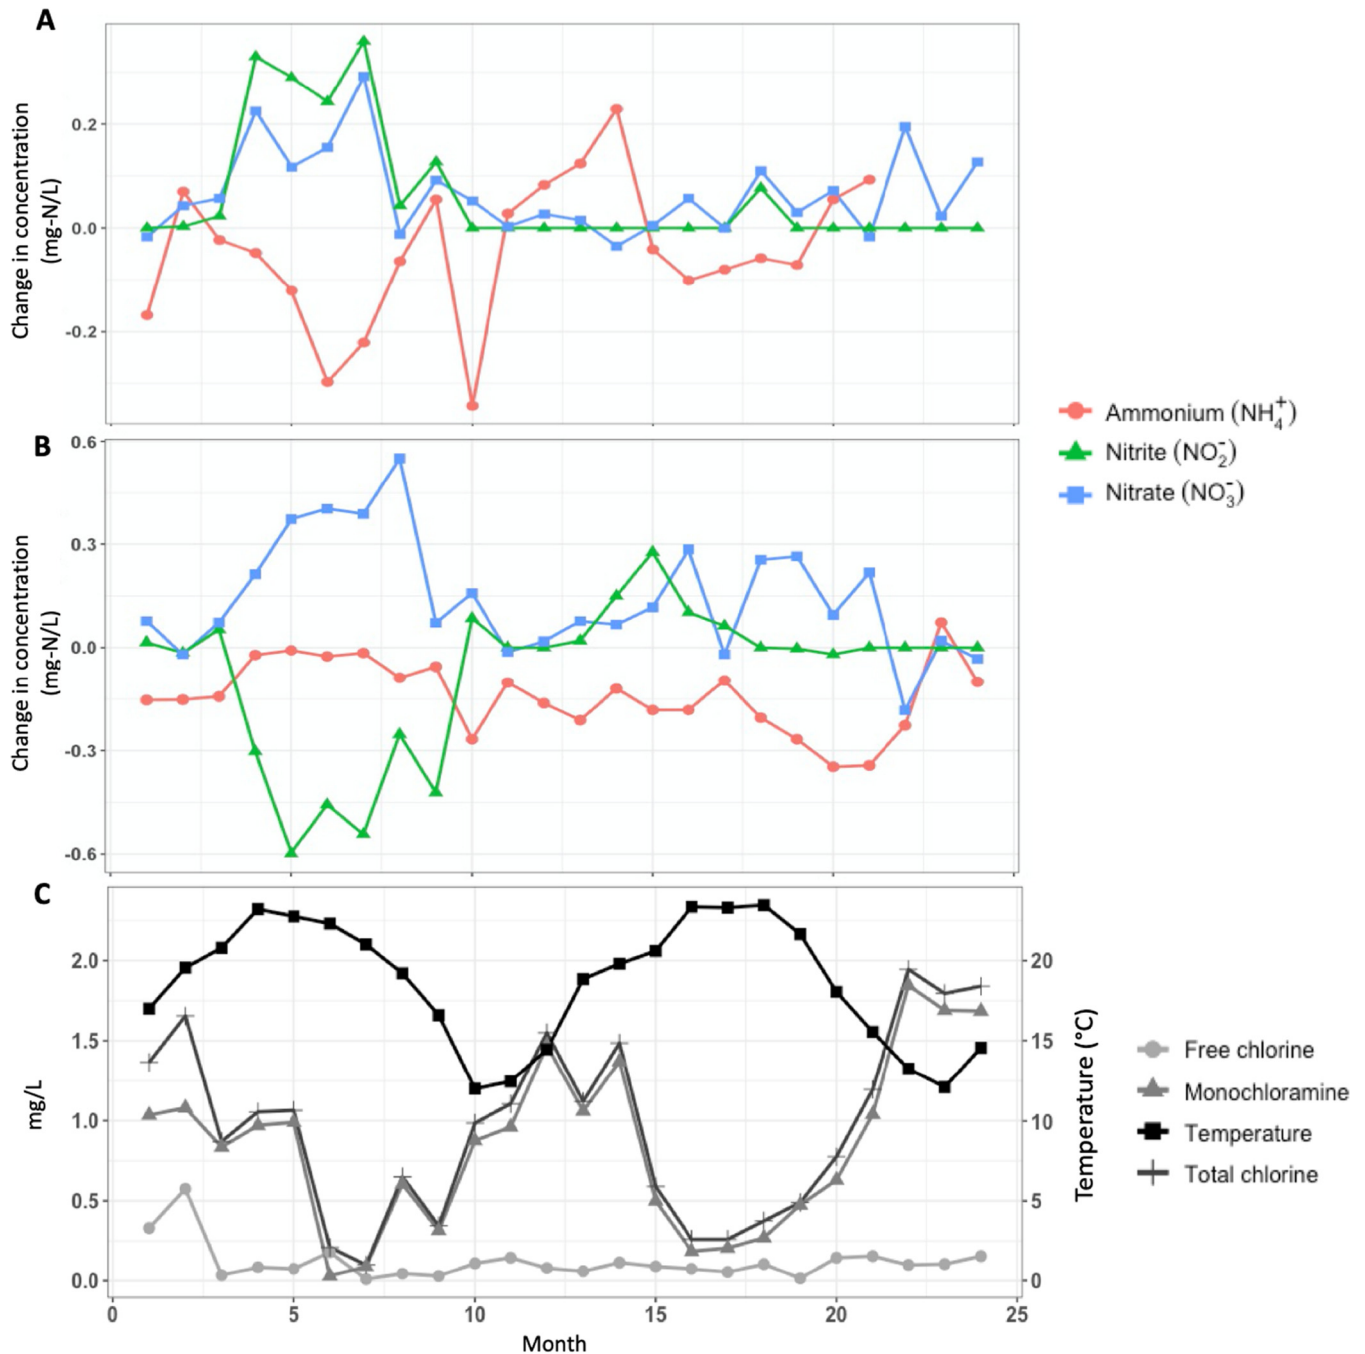 A
Change in concentration
(mg-N/L)
0.2
0.0
-0.2
B
Change in concentration
(mg-N/L)
0.6
0.3
0.0
-0.3
-0.6
Ammonium (NH4+)
Nitrite (NO2-)
Nitrate (NO3-)
C
mg/L
2.0
1.5
1.0
0.5
0.0
20
15
10
5
0
Temperature (°C)
0 5 10 15 20 25
Month
Free chlorine
Monochloramine
Temperature
Total chlorine